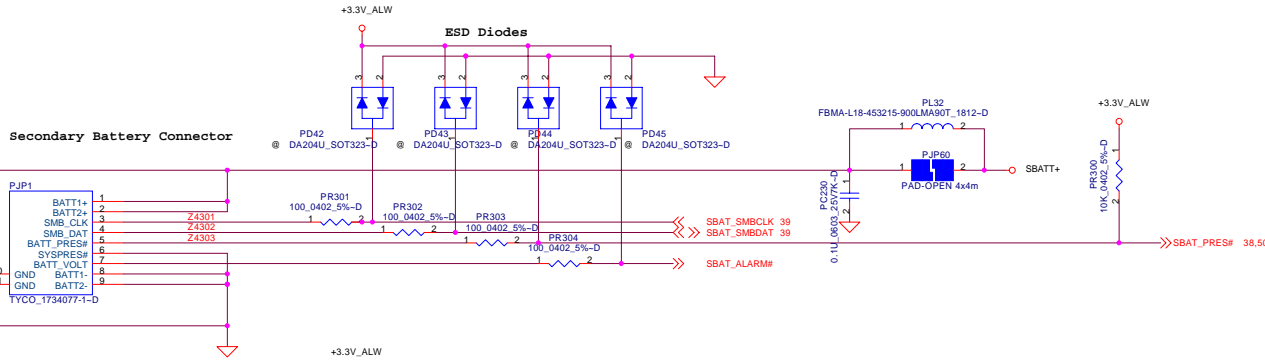 +3.3V_ALW
ESD Diodes
3 2 3 2 3 2 3 2
PD42 PD43 PD44 PD45
@ DA204U_SOT323~D @ DA204U_SOT323~D @ DA204U_SOT323~D @ DA204U_SOT323~D
1 1 1 1
Secondary Battery Connector
PL32
FBMA-L18-453215-900LMA90T_1812~D
1 2
PJP60
1 2
PAD-OPEN 4x4m
SBATT+
+3.3V_ALW
PR300
10K_0402_5%~D
1
2
PC230
0.1U_0603_25V7K~D
1
2
PJP1
BATT1+ 1
BATT2+ 2
SMB_CLK 3 Z4301
SMB_DAT 4 Z4302
BATT_PRES# 5 Z4303
SYSPRES# 6
BATT_VOLT 7
GND BATT1- 8
GND BATT2- 9
TYCO_1734077-1~D
PR301
100_0402_5%~D
1 2
PR302
100_0402_5%~D
1 2
PR303
100_0402_5%~D
1 2
PR304
100_0402_5%~D
1 2
SBAT_SMBCLK 39
SBAT_SMBDAT 39
SBAT_PRES# 38,50
SBAT_ALARM#
+3.3V_ALW